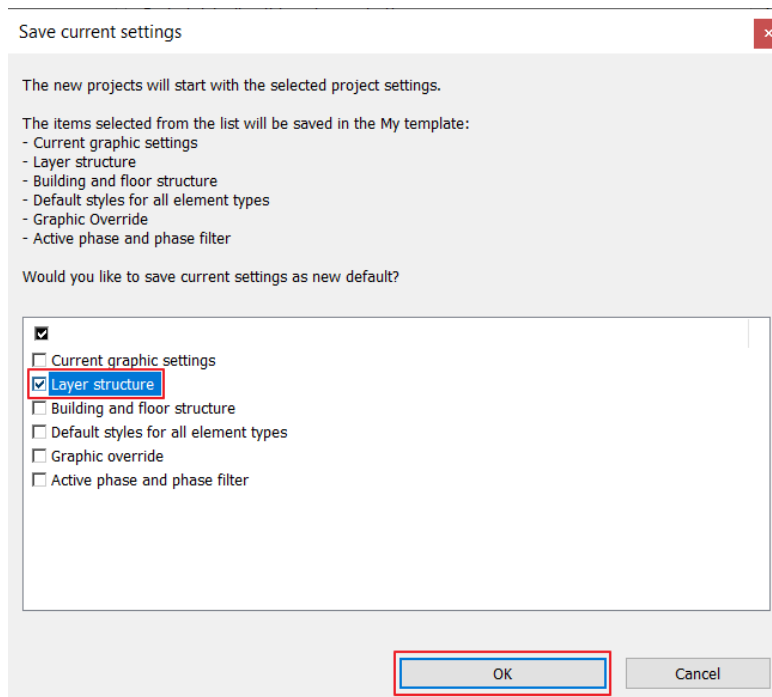 Save current settings
The new projects will start with the selected project settings.
The items selected from the list will be saved in the My template:
- Current graphic settings
- Layer structure
- Building and floor structure
- Default styles for all element types
- Graphic Override
- Active phase and phase filter
Would you like to save current settings as new default?
Current graphic settings
Layer structure
Building and floor structure
Default styles for all element types
Graphic override
Active phase and phase filter
OK
Cancel